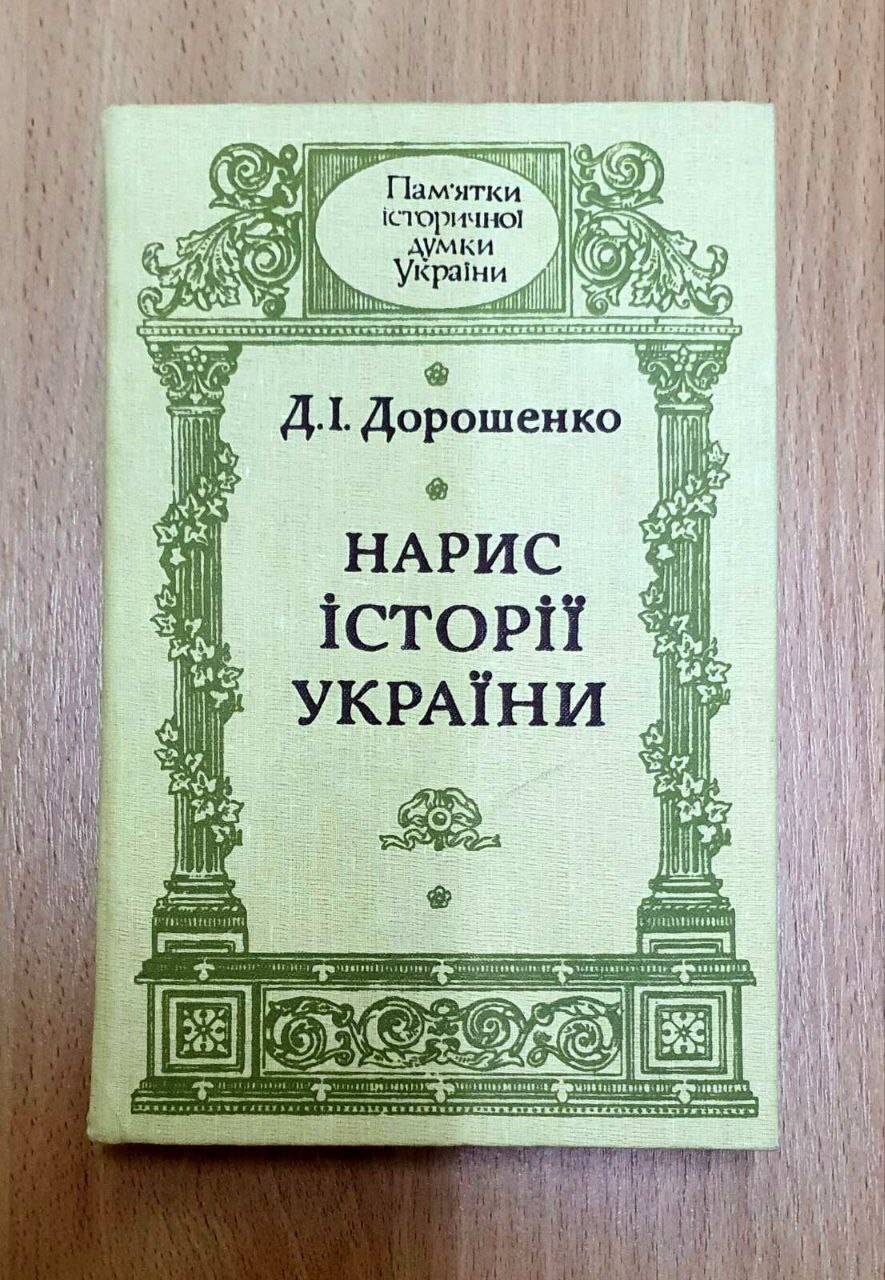 Пам'ятки
історичної
думки
України
Д.І. Дорошенко
НАРИС
ІСТОРІЇ
УКРАЇНИ